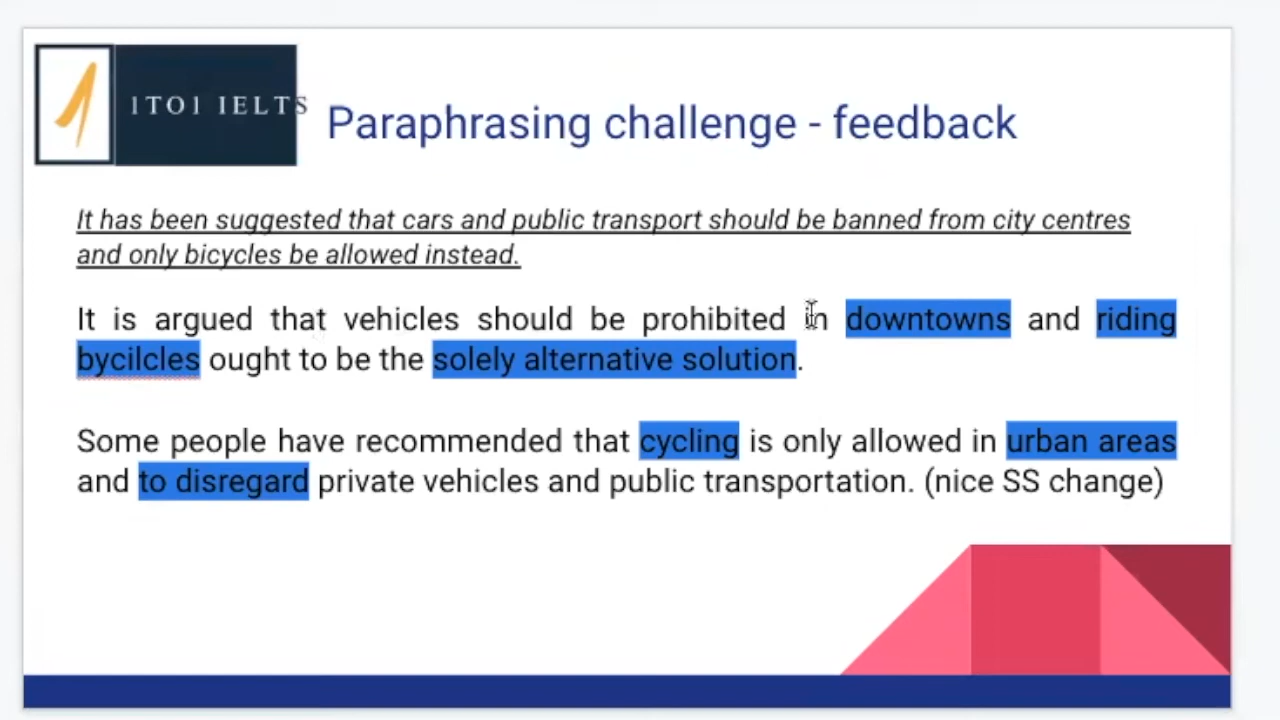 1TO1 IELTS
Paraphrasing challenge - feedback
It has been suggested that cars and public transport should be banned from city centres
and only bicycles be allowed instead.
It is argued that vehicles should be prohibited in downtowns and riding
bycilcles ought to be the solely alternative solution.
Some people have recommended that cycling is only allowed in urban areas
and to disregard private vehicles and public transportation. (nice SS change)